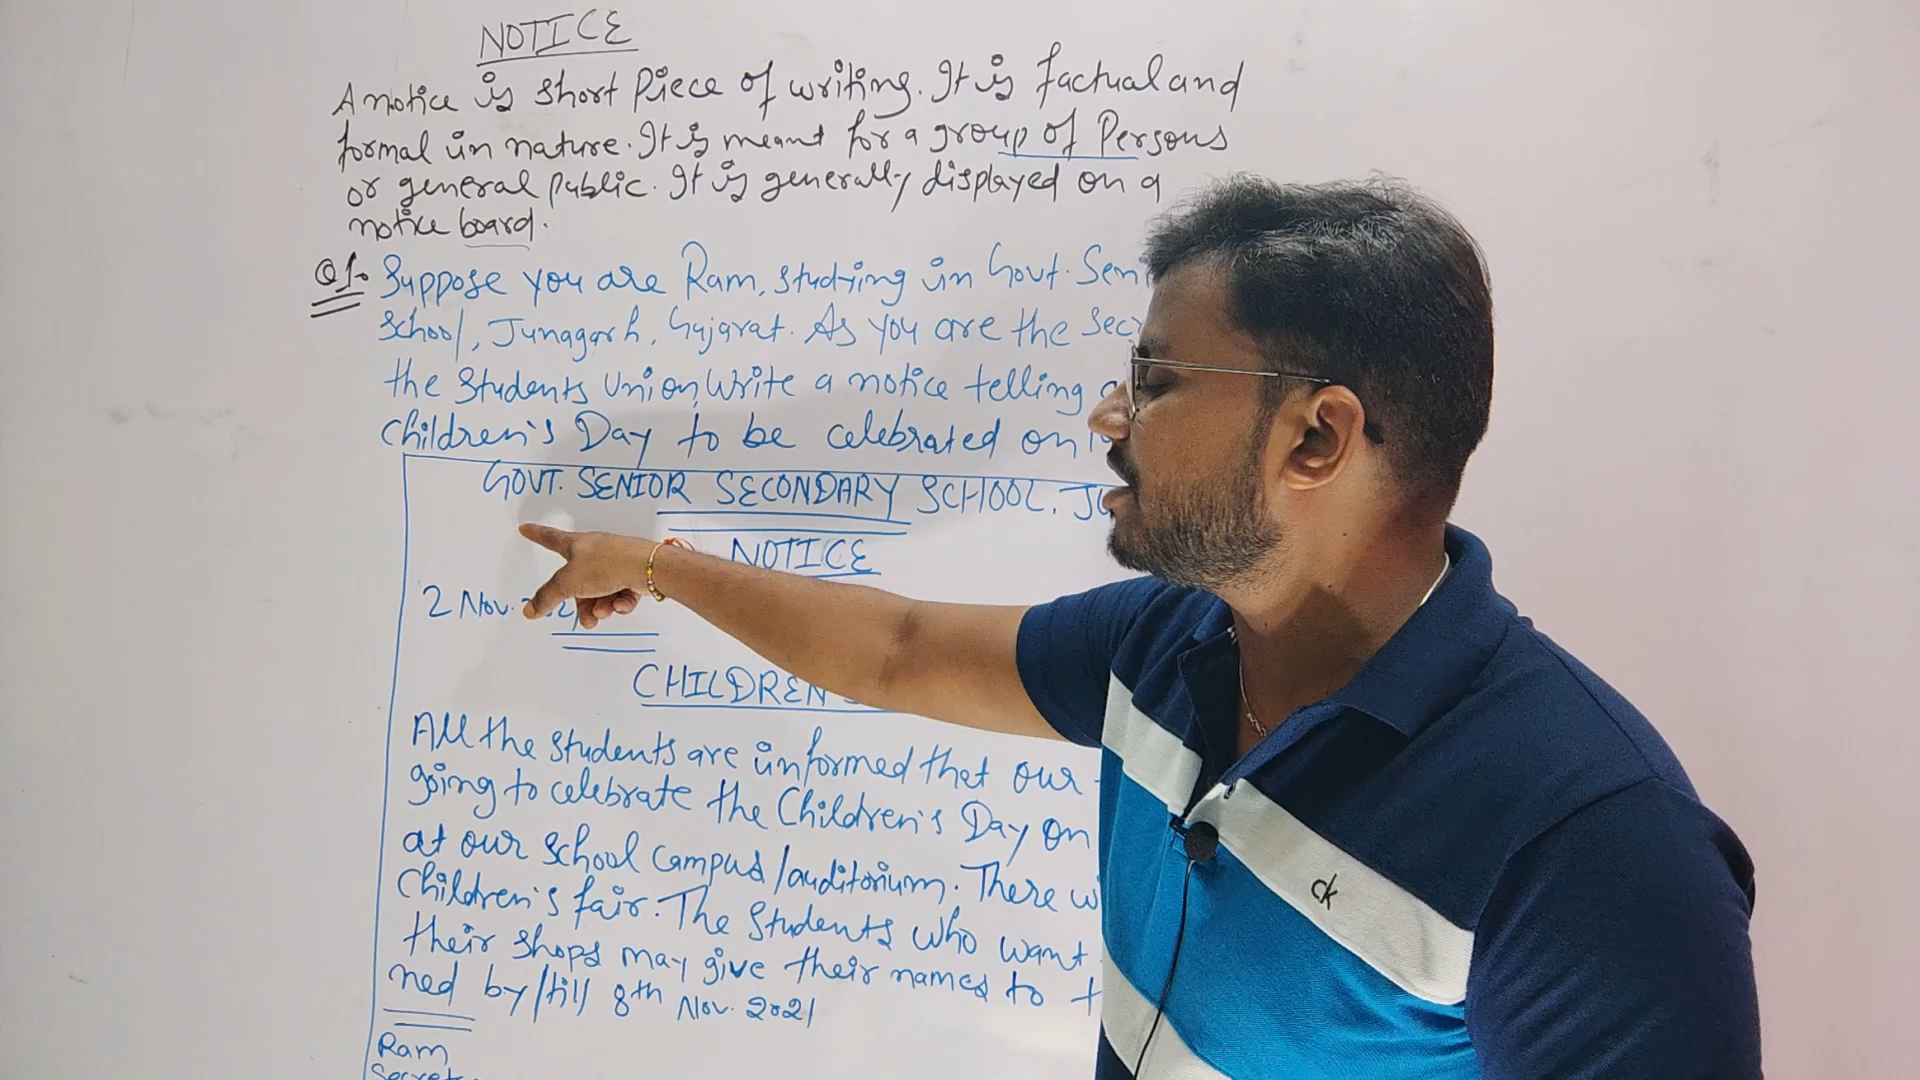 NOTICE
A notice is short Piece of writing. It is factual and
formal in nature. It is meant for a group of Persons
or general public. It is generally displayed on a
notice board.
Q1. Suppose you are Ram, studying in Govt.
School, Junagarh, Gujarat. As you are the
the students Union, write a notice telling
children's Day to be celebrated on
GOVT. SENIOR SECONDARY SCHOOL,
NOTICE
2 Nov.
CHILDREN'S
All the students are informed that our
going to celebrate the Children's Day on
at our school campus/auditorium. There
children's fair. The Students who want
their shops may give their names to
ned by/till 8th Nov. 2021
Ram
ck